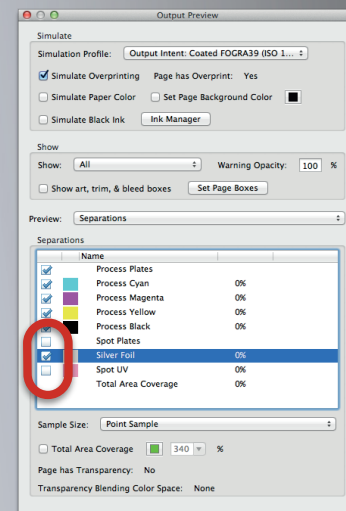 Output Preview
Simulate
Simulation Profile: Output Intent: Coated FOGRA39 (ISO 1...
Simulate Overprinting Page has Overprint: Yes
Simulate Paper Color Set Page Background Color
Simulate Black Ink Ink Manager
Show
Show: All Warning Opacity: 100 %
Show art, trim, & bleed boxes Set Page Boxes
Preview: Separations
Separations
Name
Process Plates
Process Cyan 0%
Process Magenta 0%
Process Yellow 0%
Process Black 0%
Spot Plates
Silver Foil 0%
Spot UV 0%
Total Area Coverage 0%
Sample Size: Point Sample
Total Area Coverage 340 %
Page has Transparency: No
Transparency Blending Color Space: None